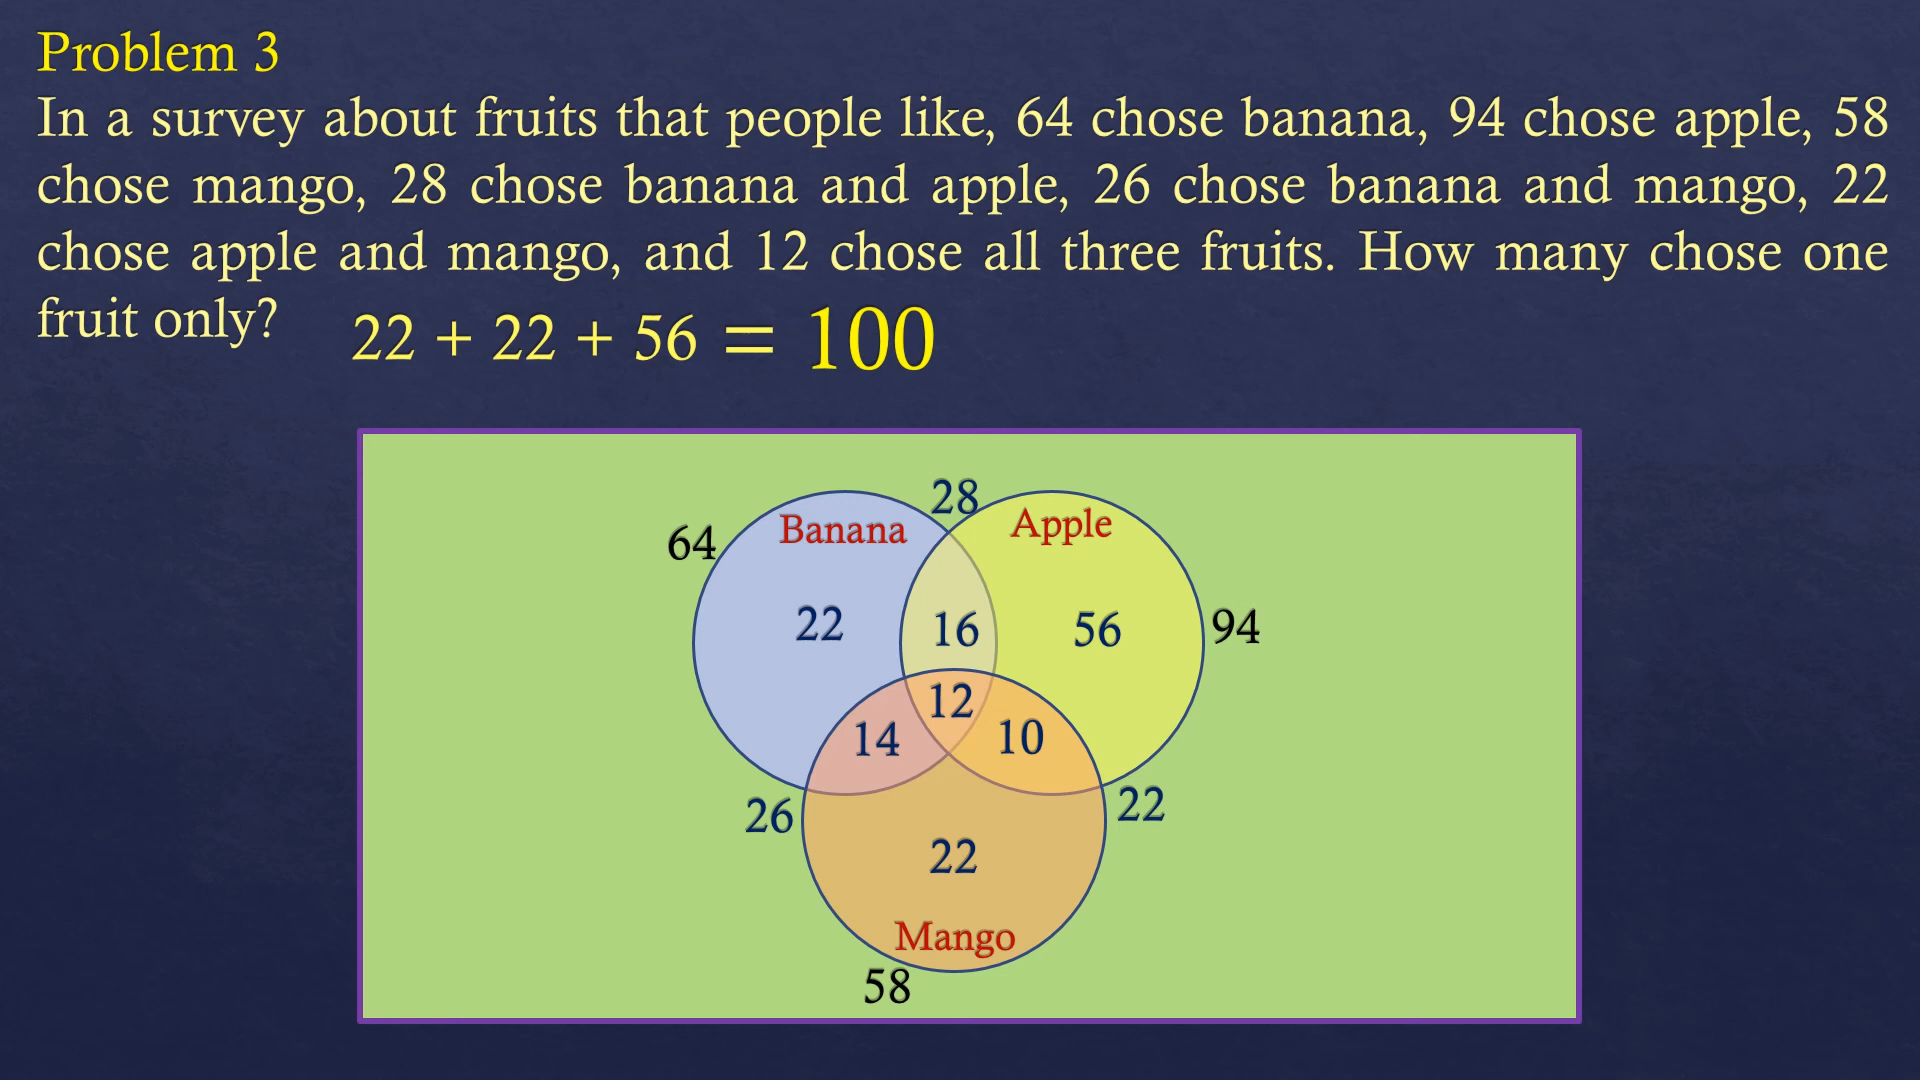 Problem 3
In a survey about fruits that people like, 64 chose banana, 94 chose apple, 58
chose mango, 28 chose banana and apple, 26 chose banana and mango, 22
chose apple and mango, and 12 chose all three fruits. How many chose one
fruit only?
22 + 22 + 56 = 100
28
Banana
Apple
64
22
16
56
94
12
14
10
26
22
22
Mango
58